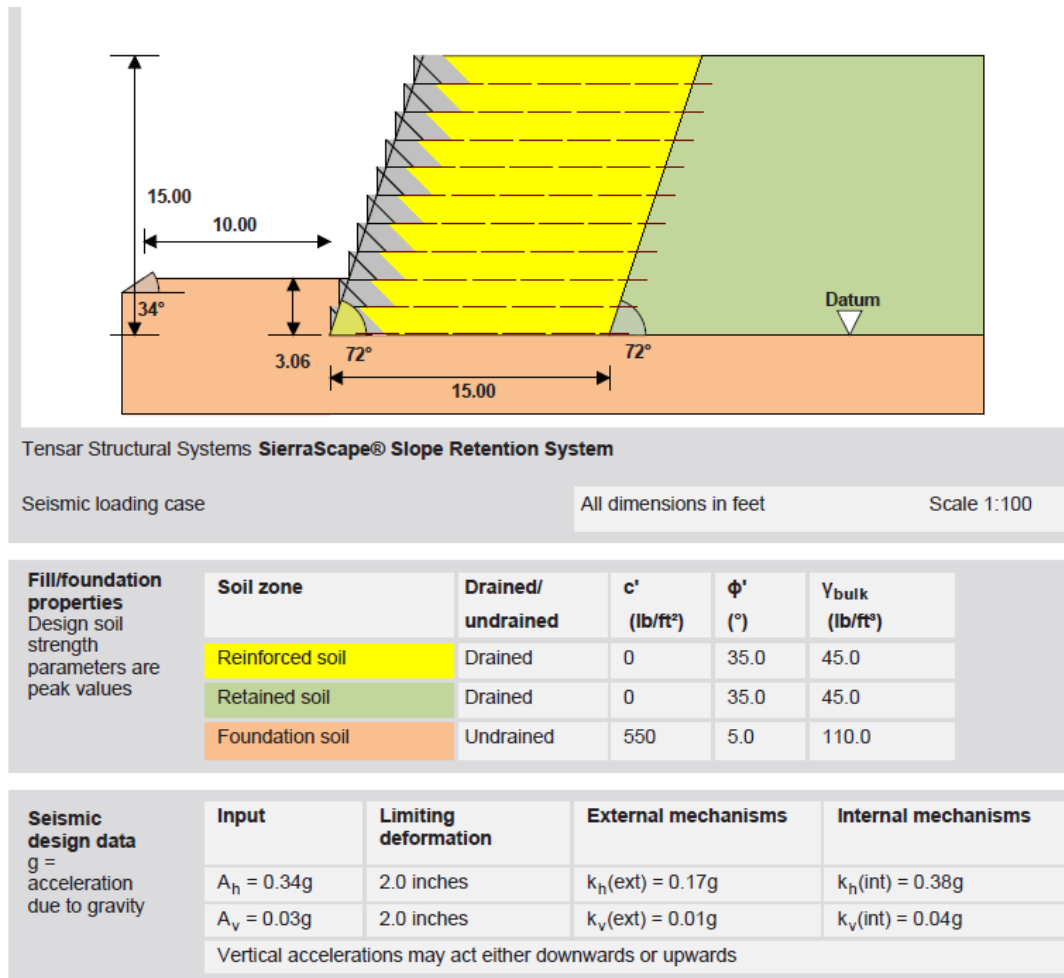 15.00
10.00
34°
3.06
72°
15.00
Datum
72°
Tensar Structural Systems SierraScape® Slope Retention System
Seismic loading case All dimensions in feet Scale 1:100
Fill/foundation properties
Design soil strength parameters are peak values
Soil zone Drained/ undrained c' (lb/ft²) ϕ' (°) γbulk (lb/ft³)
Reinforced soil Drained 0 35.0 45.0
Retained soil Drained 0 35.0 45.0
Foundation soil Undrained 550 5.0 110.0
Seismic design data
g = acceleration due to gravity
Input Limiting deformation External mechanisms Internal mechanisms
Ah = 0.34g 2.0 inches kh(ext) = 0.17g kh(int) = 0.38g
Av = 0.03g 2.0 inches kv(ext) = 0.01g kv(int) = 0.04g
Vertical accelerations may act either downwards or upwards